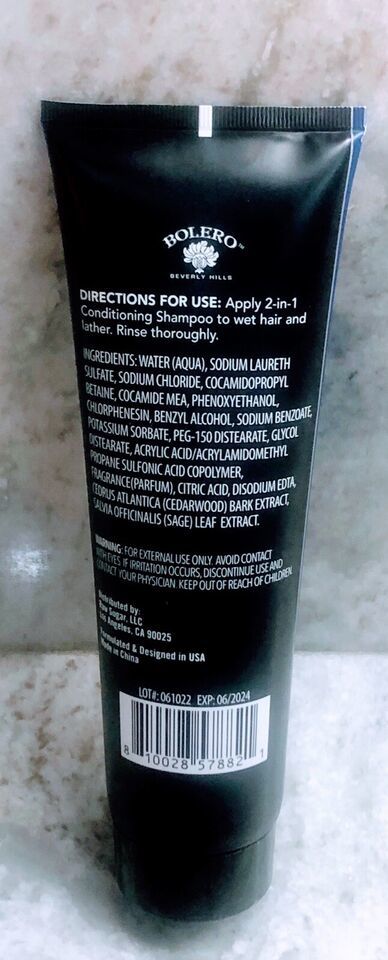 BOLERO™
BEVERLY HILLS
DIRECTIONS FOR USE: Apply 2-in-1
Conditioning Shampoo to wet hair and
lather. Rinse thoroughly.
INGREDIENTS: WATER (AQUA), SODIUM LAURETH
SULFATE, SODIUM CHLORIDE, COCAMIDOPROPYL
BETAINE, COCAMIDE MEA, PHENOXYETHANOL,
CHLORPHENESIN, BENZYL ALCOHOL, SODIUM BENZOATE,
POTASSIUM SORBATE, PEG-150 DISTEARATE, GLYCOL
DISTEARATE, ACRYLIC ACID/ACRYLAMIDOMETHYL
PROPANE SULFONIC ACID COPOLYMER,
FRAGRANCE(PARFUM), CITRIC ACID, DISODIUM EDTA,
CEDRUS ATLANTICA (CEDARWOOD) BARK EXTRACT,
SALVIA OFFICINALIS (SAGE) LEAF EXTRACT.
WARNING: FOR EXTERNAL USE ONLY. AVOID CONTACT
WITH EYES. IF IRRITATION OCCURS, DISCONTINUE USE AND
CONTACT YOUR PHYSICIAN. KEEP OUT OF REACH OF CHILDREN.
Distributed by:
Raw Sugar, LLC
Los Angeles, CA 90025
Formulated & Designed in USA
Made in China
LOT#: 061022 EXP: 06/2024
8 10028 57882 1